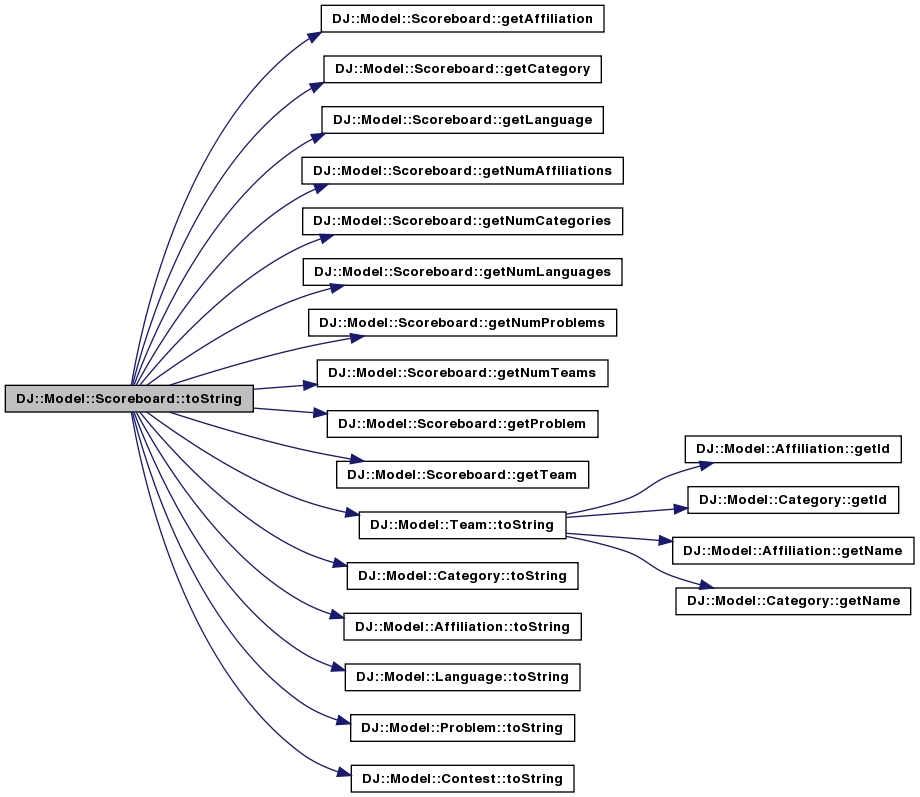 DJ::Model::Scoreboard::getAffiliation
DJ::Model::Scoreboard::getCategory
DJ::Model::Scoreboard::getLanguage
DJ::Model::Scoreboard::getNumAffiliations
DJ::Model::Scoreboard::getNumCategories
DJ::Model::Scoreboard::getNumLanguages
DJ::Model::Scoreboard::getNumProblems
DJ::Model::Scoreboard::getNumTeams
DJ::Model::Scoreboard::toString
DJ::Model::Scoreboard::getProblem
DJ::Model::Scoreboard::getTeam
DJ::Model::Team::toString
DJ::Model::Category::toString
DJ::Model::Affiliation::toString
DJ::Model::Language::toString
DJ::Model::Problem::toString
DJ::Model::Contest::toString
DJ::Model::Affiliation::getId
DJ::Model::Category::getId
DJ::Model::Affiliation::getName
DJ::Model::Category::getName